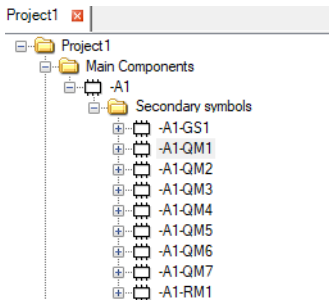 Project1
Project1
Main Components
-A1
Secondary symbols
-A1-GS1
-A1-QM1
-A1-QM2
-A1-QM3
-A1-QM4
-A1-QM5
-A1-QM6
-A1-QM7
-A1-RM1